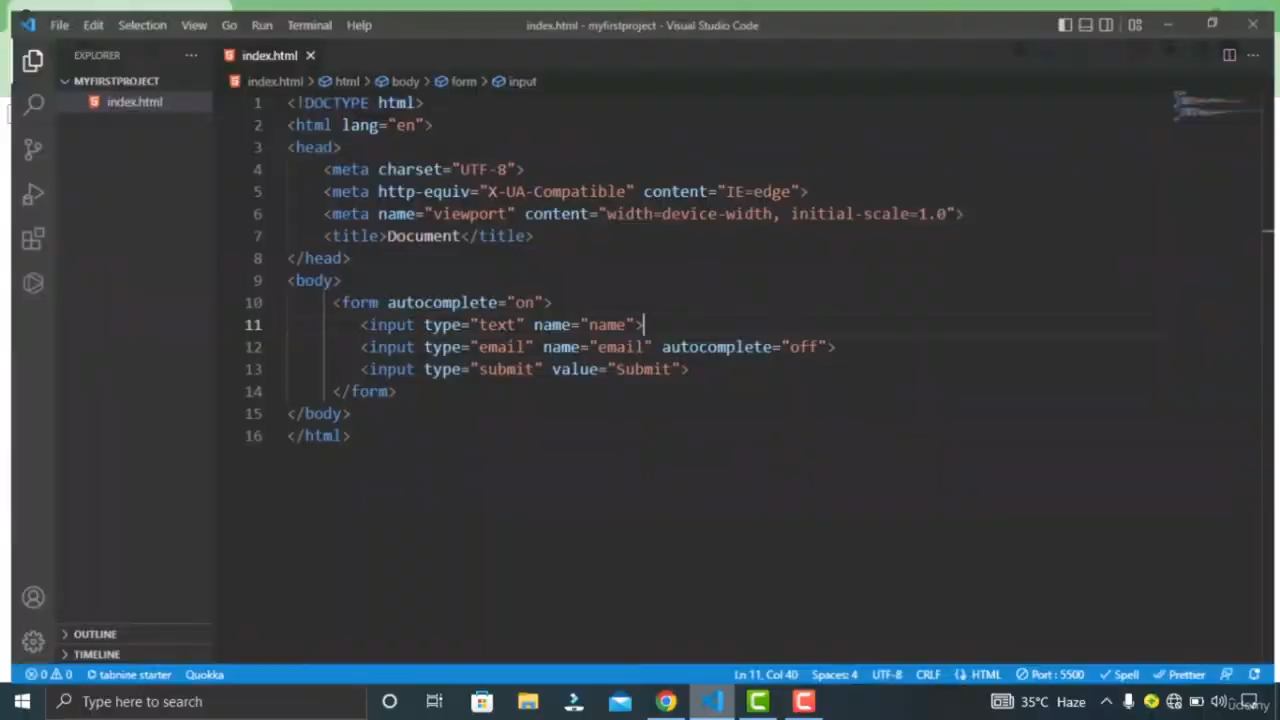 File Edit Selection View Go Run Terminal Help index.html - myfirstproject - Visual Studio Code
EXPLORER
index.html
MYFIRSTPROJECT
index.html > html > body > form > input
index.html
1 <!DOCTYPE html>
2 <html lang="en">
3 <head>
4 <meta charset="UTF-8">
5 <meta http-equiv="X-UA-Compatible" content="IE=edge">
6 <meta name="viewport" content="width=device-width, initial-scale=1.0">
7 <title>Document</title>
8 </head>
9 <body>
10 <form autocomplete="on">
11 <input type="text" name="name">
12 <input type="email" name="email" autocomplete="off">
13 <input type="submit" value="Submit">
14 </form>
15 </body>
16 </html>
OUTLINE
TIMELINE
0 0 tabnine starter Quokka Ln 11, Col 40 Spaces: 4 UTF-8 CRLF HTML Port : 5500 Spell Prettier
Type here to search 35°C Haze
Udemy